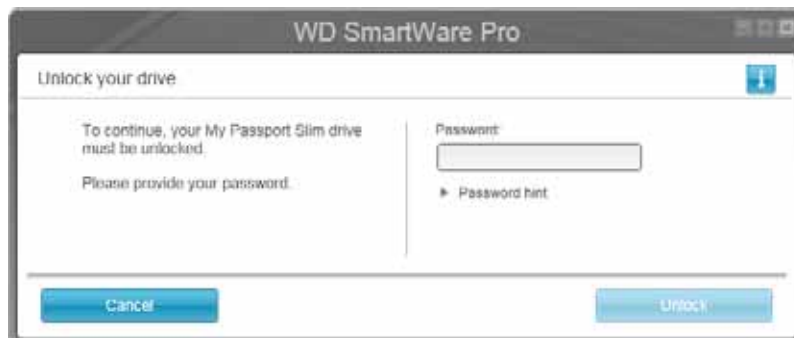 WD SmartWare Pro
Unlock your drive
To continue, your My Passport Slim drive
must be unlocked.
Please provide your password.
Password:
Password hint
Cancel
Unlock